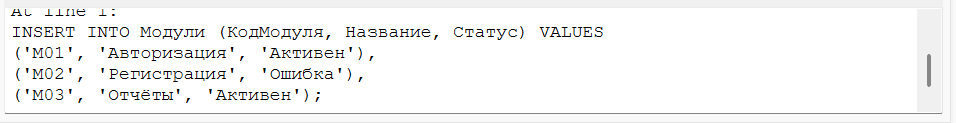 At line 1:
INSERT INTO Модули (КодМодуля, Название, Статус) VALUES
('M01', 'Авторизация', 'Активен'),
('M02', 'Регистрация', 'Ошибка'),
('M03', 'Отчёты', 'Активен');